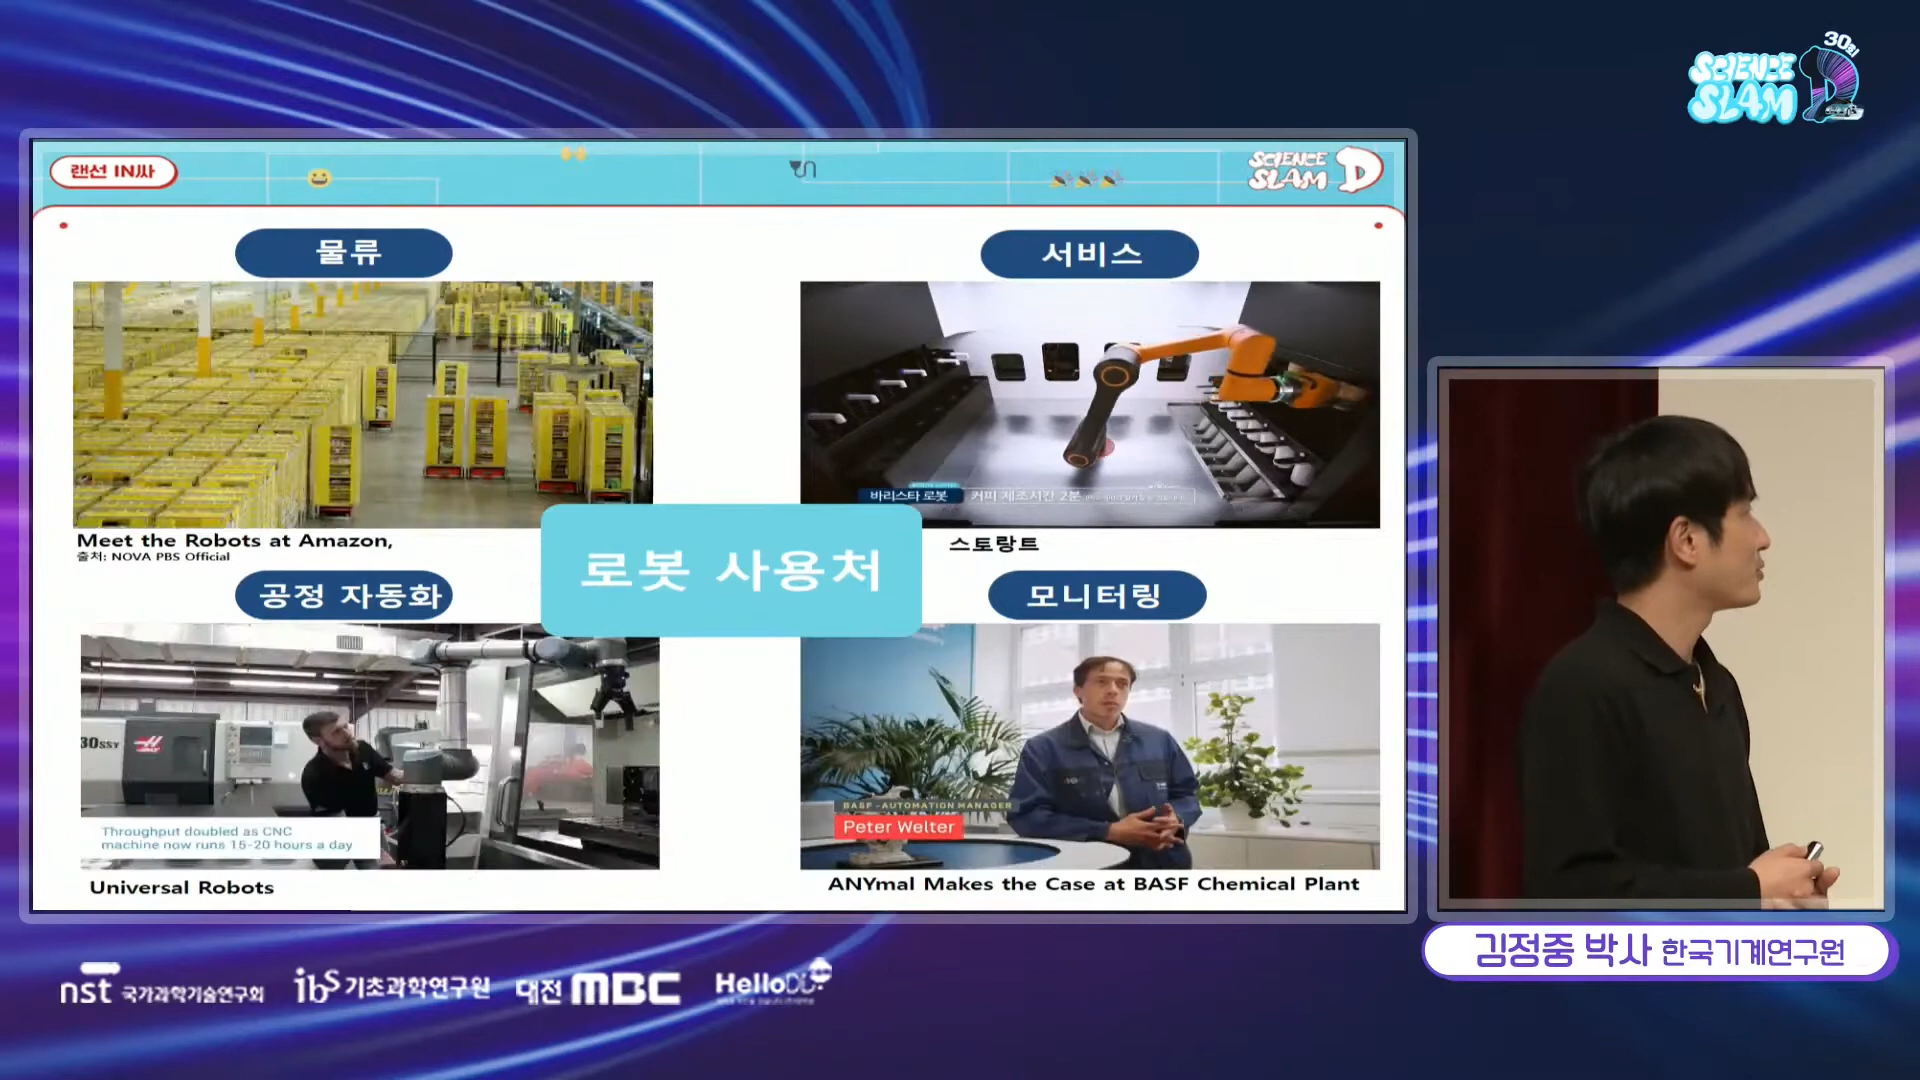 30회
SCIENCE
SLAM D
랜선 IN싸
SCIENCE
SLAM D
물류
서비스
바리스타 로봇
커피 제조시간 2분
Meet the Robots at Amazon,
출처: NOVA PBS Official
스토랑트
로봇 사용처
공정 자동화
모니터링
30SSY
Throughput doubled as CNC
machine now runs 15-20 hours a day
BASF - AUTOMATION MANAGER
Peter Welter
Universal Robots
ANYmal Makes the Case at BASF Chemical Plant
김정중 박사 한국기계연구원
nst 국가과학기술연구회
ibs 기초과학연구원
대전 MBC
HelloDD